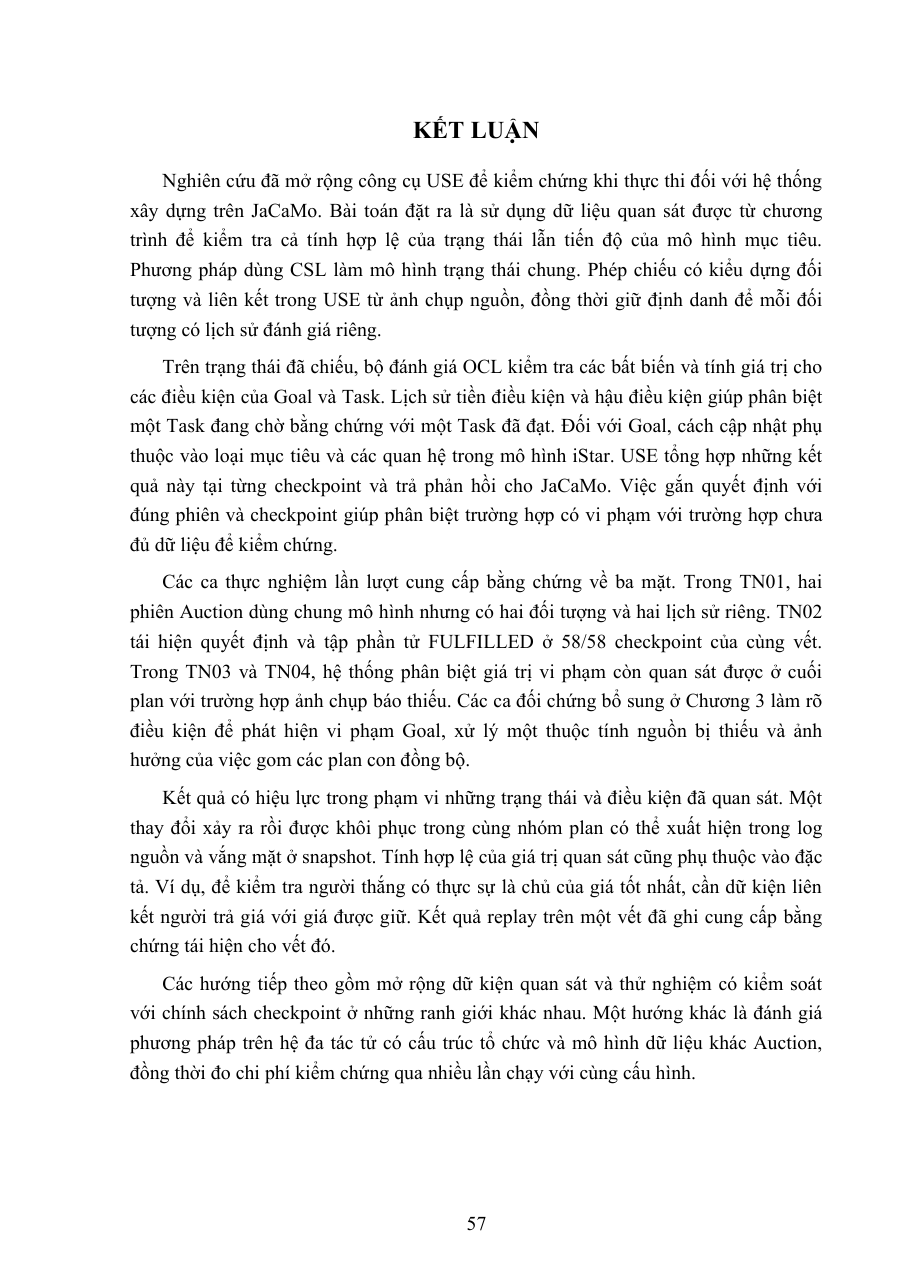 KẾT LUẬN
Nghiên cứu đã mở rộng công cụ USE để kiểm chứng khi thực thi đối với hệ thống
xây dựng trên JaCaMo. Bài toán đặt ra là sử dụng dữ liệu quan sát được từ chương
trình để kiểm tra cả tính hợp lệ của trạng thái lẫn tiến độ của mô hình mục tiêu.
Phương pháp dùng CSL làm mô hình trạng thái chung. Phép chiếu có kiểu dựng đối
tượng và liên kết trong USE từ ảnh chụp nguồn, đồng thời giữ định danh để mỗi đối
tượng có lịch sử đánh giá riêng.
Trên trạng thái đã chiếu, bộ đánh giá OCL kiểm tra các bất biến và tính giá trị cho
các điều kiện của Goal và Task. Lịch sử tiền điều kiện và hậu điều kiện giúp phân biệt
một Task đang chờ bằng chứng với một Task đã đạt. Đối với Goal, cách cập nhật phụ
thuộc vào loại mục tiêu và các quan hệ trong mô hình iStar. USE tổng hợp những kết
quả này tại từng checkpoint và trả phản hồi cho JaCaMo. Việc gắn quyết định với
đúng phiên và checkpoint giúp phân biệt trường hợp có vi phạm với trường hợp chưa
đủ dữ liệu để kiểm chứng.
Các ca thực nghiệm lần lượt cung cấp bằng chứng về ba mặt. Trong TN01, hai
phiên Auction dùng chung mô hình nhưng có hai đối tượng và hai lịch sử riêng. TN02
tái hiện quyết định và tập phần tử FULFILLED ở 58/58 checkpoint của cùng vết.
Trong TN03 và TN04, hệ thống phân biệt giá trị vi phạm còn quan sát được ở cuối
plan với trường hợp ảnh chụp báo thiếu. Các ca đối chứng bổ sung ở Chương 3 làm rõ
điều kiện để phát hiện vi phạm Goal, xử lý một thuộc tính nguồn bị thiếu và ảnh
hưởng của việc gom các plan con đồng bộ.
Kết quả có hiệu lực trong phạm vi những trạng thái và điều kiện đã quan sát. Một
thay đổi xảy ra rồi được khôi phục trong cùng nhóm plan có thể xuất hiện trong log
nguồn và vắng mặt ở snapshot. Tính hợp lệ của giá trị quan sát cũng phụ thuộc vào đặc
tả. Ví dụ, để kiểm tra người thắng có thực sự là chủ của giá tốt nhất, cần dữ kiện liên
kết người trả giá với giá được giữ. Kết quả replay trên một vết đã ghi cung cấp bằng
chứng tái hiện cho vết đó.
Các hướng tiếp theo gồm mở rộng dữ kiện quan sát và thử nghiệm có kiểm soát
với chính sách checkpoint ở những ranh giới khác nhau. Một hướng khác là đánh giá
phương pháp trên hệ đa tác tử có cấu trúc tổ chức và mô hình dữ liệu khác Auction,
đồng thời đo chi phí kiểm chứng qua nhiều lần chạy với cùng cấu hình.
57